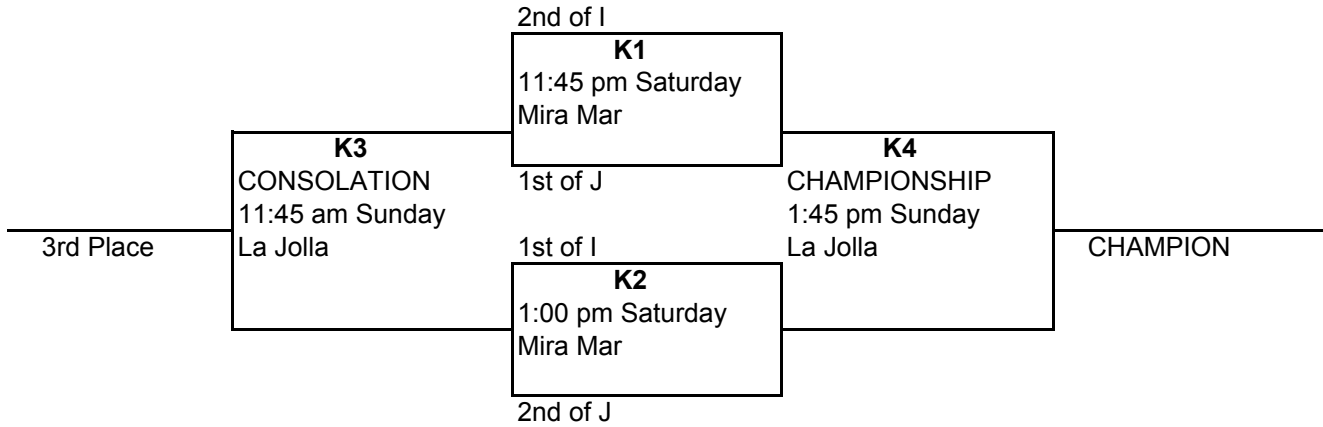 2nd of I
K1
11:45 pm Saturday
Mira Mar
1st of J
K3
CONSOLATION
11:45 am Sunday
La Jolla
3rd Place
K4
CHAMPIONSHIP
1:45 pm Sunday
La Jolla
CHAMPION
1st of I
K2
1:00 pm Saturday
Mira Mar
2nd of J